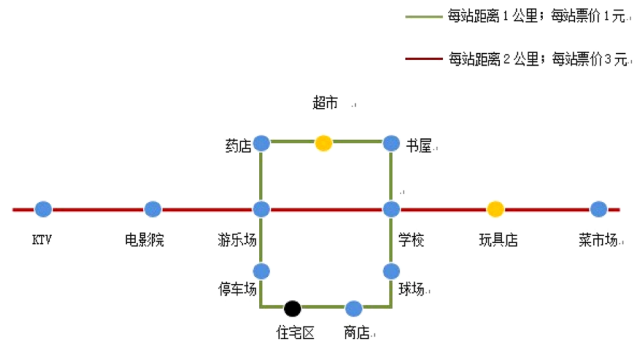 每站距离1公里；每站票价1元
每站距离2公里；每站票价3元
超市
药店
书屋
KTV
电影院
游乐场
学校
玩具店
菜市场
停车场
球场
住宅区
商店